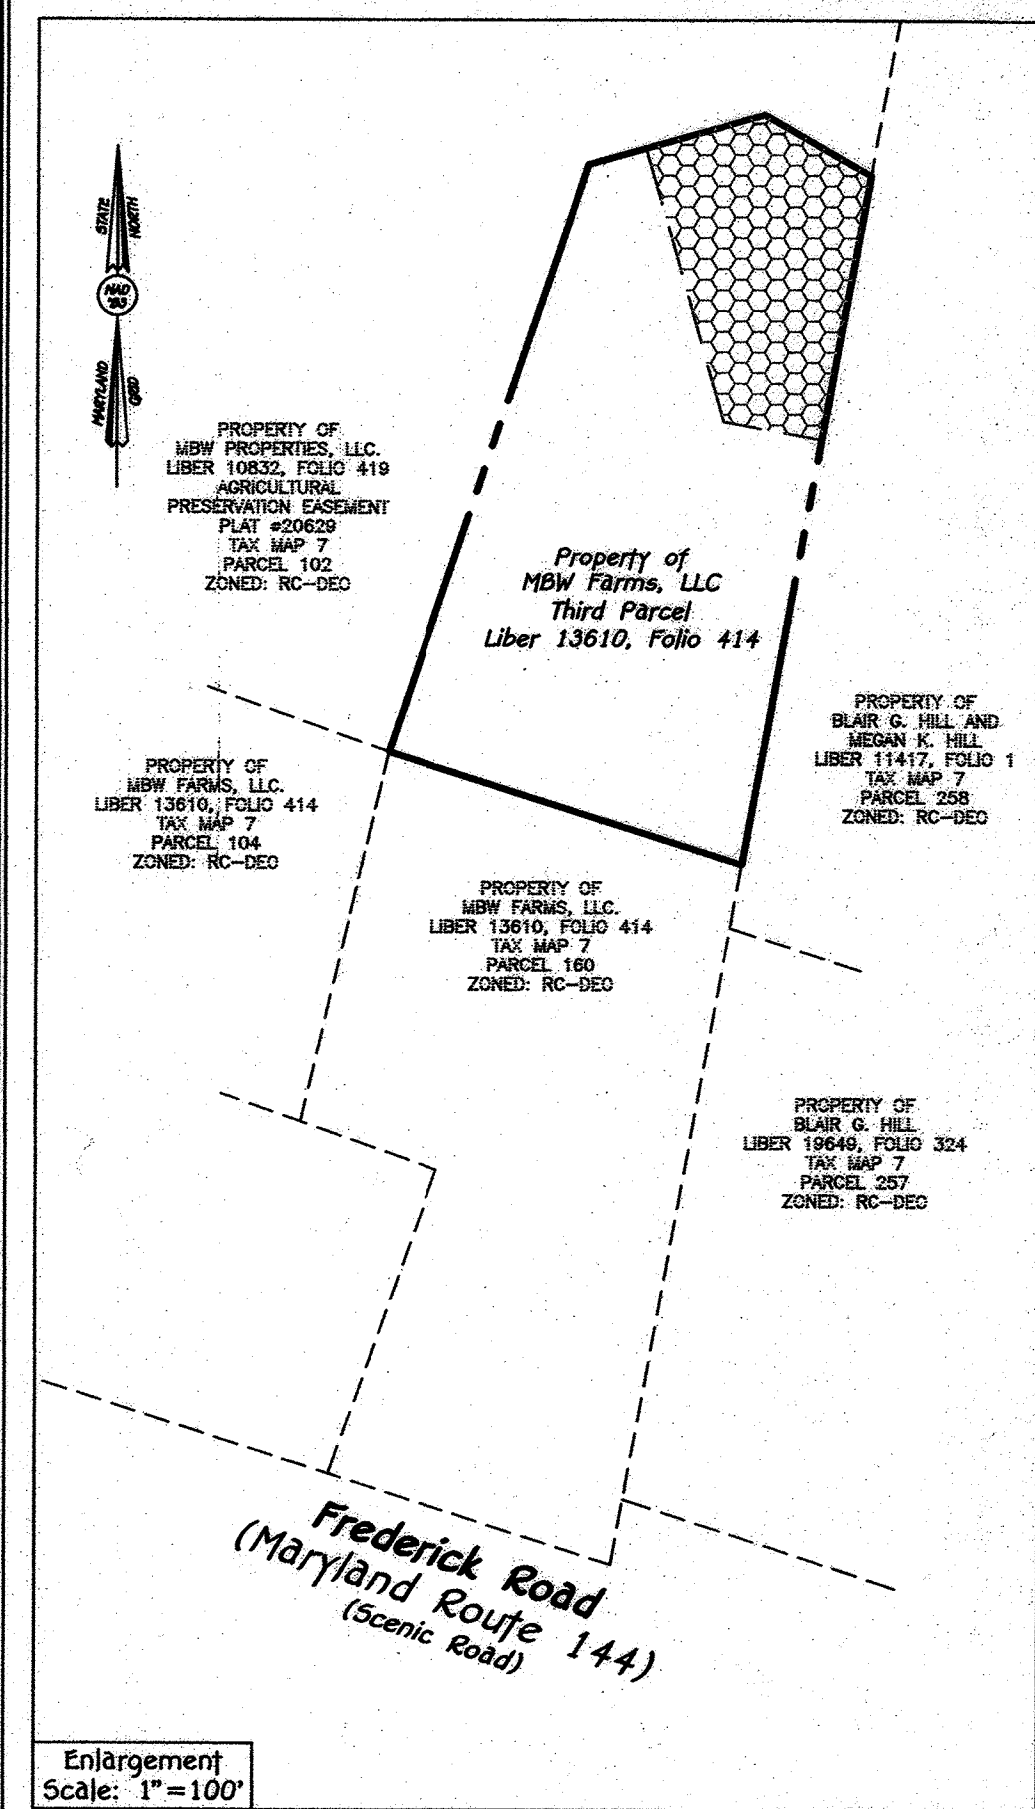 STATE
NORTH
NAD
'83
MARYLAND
GRID
PROPERTY OF
MBW PROPERTIES, LLC.
LIBER 10832, FOLIO 419
AGRICULTURAL
PRESERVATION EASEMENT
PLAT #20629
TAX MAP 7
PARCEL 102
ZONED: RC-DEO
Property of
MBW Farms, LLC
Third Parcel
Liber 13610, Folio 414
PROPERTY OF
BLAIR G. HILL AND
MEGAN K. HILL
LIBER 11417, FOLIO 1
TAX MAP 7
PARCEL 258
ZONED: RC-DEO
PROPERTY OF
MBW FARMS, LLC.
LIBER 13610, FOLIO 414
TAX MAP 7
PARCEL 104
ZONED: RC-DEO
PROPERTY OF
MBW FARMS, LLC.
LIBER 13610, FOLIO 414
TAX MAP 7
PARCEL 160
ZONED: RC-DEO
PROPERTY OF
BLAIR G. HILL
LIBER 19649, FOLIO 324
TAX MAP 7
PARCEL 257
ZONED: RC-DEO
Frederick Road
(Maryland Route 144)
(Scenic Road)
Enlargement
Scale: 1"=100'